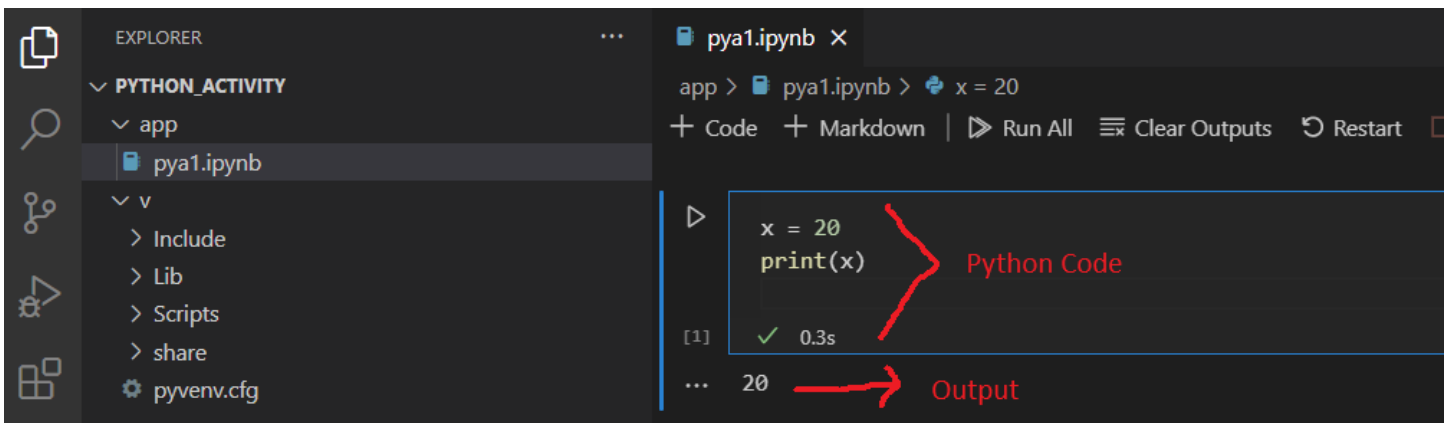 EXPLORER
PYTHON_ACTIVITY
app
pya1.ipynb
v
Include
Lib
Scripts
share
pyvenv.cfg
pya1.ipynb
app > pya1.ipynb > x = 20
+ Code + Markdown | Run All Clear Outputs Restart
x = 20
print(x)
Python Code
[1] 0.3s
... 20
Output